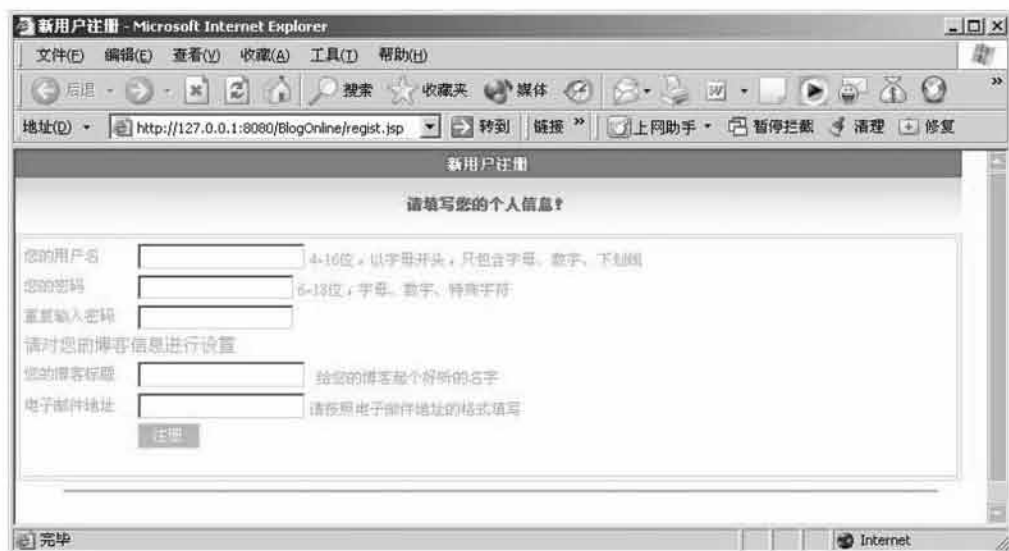 新用户注册 - Microsoft Internet Explorer
文件(F) 编辑(E) 查看(V) 收藏(A) 工具(T) 帮助(H)
后退 搜索 收藏夹 媒体 »
地址(D) http://127.0.0.1:8080/BlogOnline/regist.jsp 转到 链接 » 上网助手 暂停拦截 清理 修复
新用户注册
请填写您的个人信息!
您的用户名 4-16位,以字母开头,只包含字母、数字、下划线
您的密码 6-18位,字母、数字、特殊字符
重复输入密码
请对您的博客信息进行设置
您的博客标题 给您的博客起个好听的名字
电子邮件地址 请按照电子邮件地址的格式填写
注册
完毕 Internet